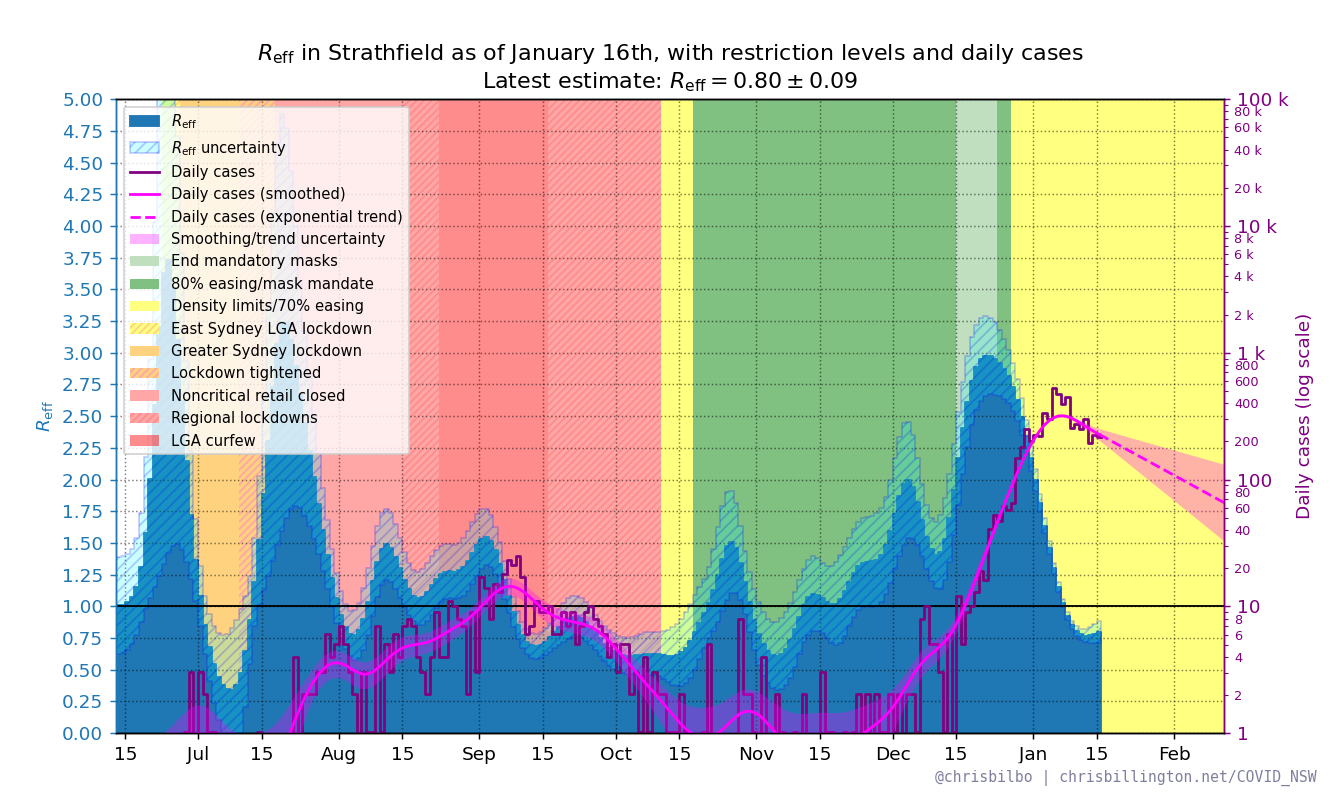 Reff in Strathfield as of January 16th, with restriction levels and daily cases
Latest estimate: Reff = 0.80 ± 0.09
5.00
4.75
4.50
4.25
4.00
3.75
3.50
3.25
3.00
2.75
2.50
2.25
2.00
1.75
1.50
1.25
1.00
0.75
0.50
0.25
0.00
Reff
Reff
Reff uncertainty
Daily cases
Daily cases (smoothed)
Daily cases (exponential trend)
Smoothing/trend uncertainty
End mandatory masks
80% easing/mask mandate
Density limits/70% easing
East Sydney LGA lockdown
Greater Sydney lockdown
Lockdown tightened
Noncritical retail closed
Regional lockdowns
LGA curfew
100 k
80 k
60 k
40 k
20 k
10 k
8 k
6 k
4 k
2 k
1 k
800
600
400
200
100
80
60
40
20
10
8
6
4
2
1
Daily cases (log scale)
15 Jul 15 Aug 15 Sep 15 Oct 15 Nov 15 Dec 15 Jan 15 Feb
@chrisbilbo | chrisbillington.net/COVID_NSW